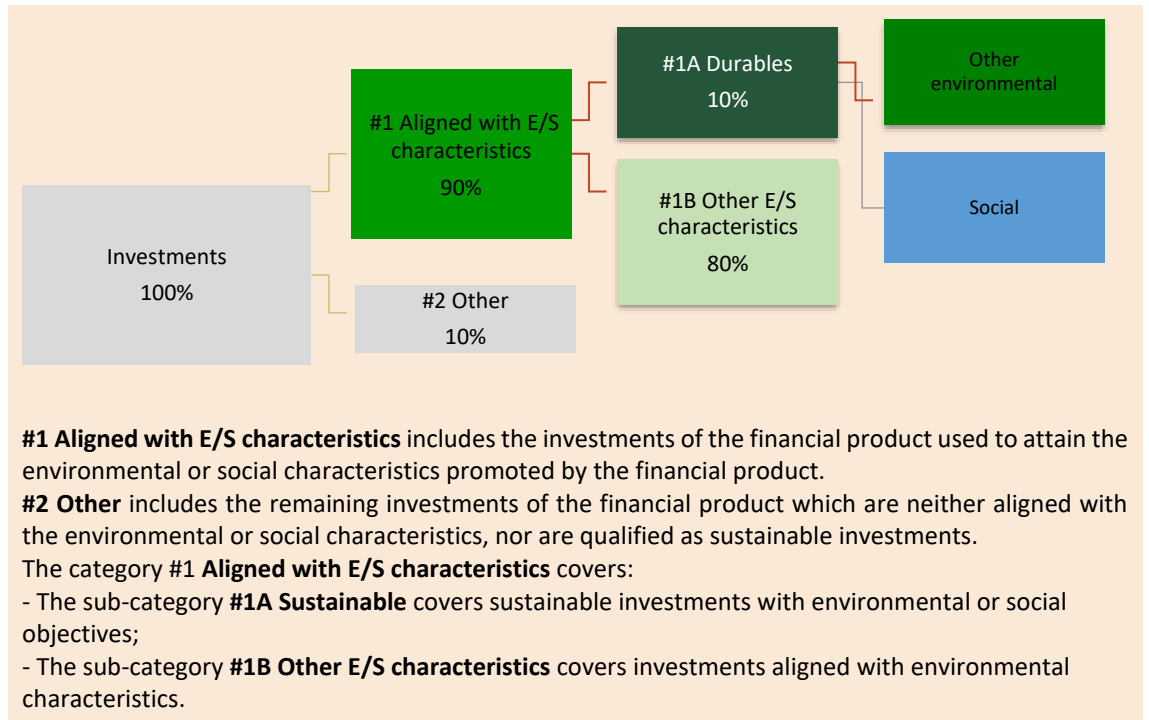 Investments
100%
#1 Aligned with E/S
characteristics
90%
#2 Other
10%
#1A Durables
10%
#1B Other E/S
characteristics
80%
Other
environmental
Social
#1 Aligned with E/S characteristics includes the investments of the financial product used to attain the
environmental or social characteristics promoted by the financial product.
#2 Other includes the remaining investments of the financial product which are neither aligned with
the environmental or social characteristics, nor are qualified as sustainable investments.
The category #1 Aligned with E/S characteristics covers:
- The sub-category #1A Sustainable covers sustainable investments with environmental or social
objectives;
- The sub-category #1B Other E/S characteristics covers investments aligned with environmental
characteristics.